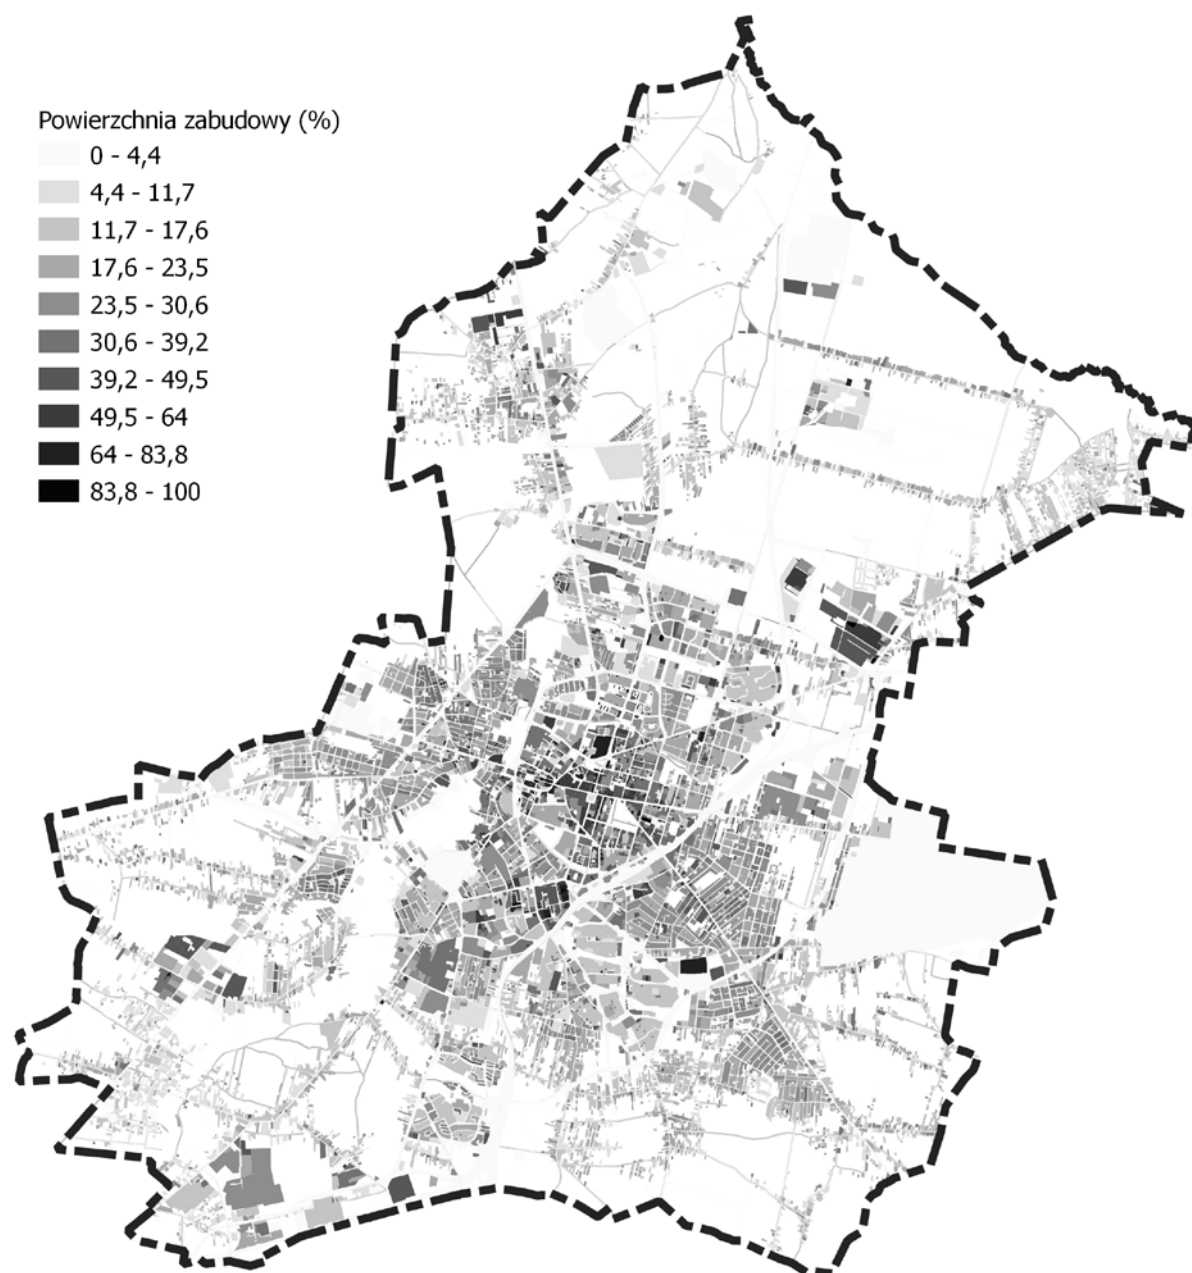 Powierzchnia zabudowy (%)
0 - 4,4
4,4 - 11,7
11,7 - 17,6
17,6 - 23,5
23,5 - 30,6
30,6 - 39,2
39,2 - 49,5
49,5 - 64
64 - 83,8
83,8 - 100